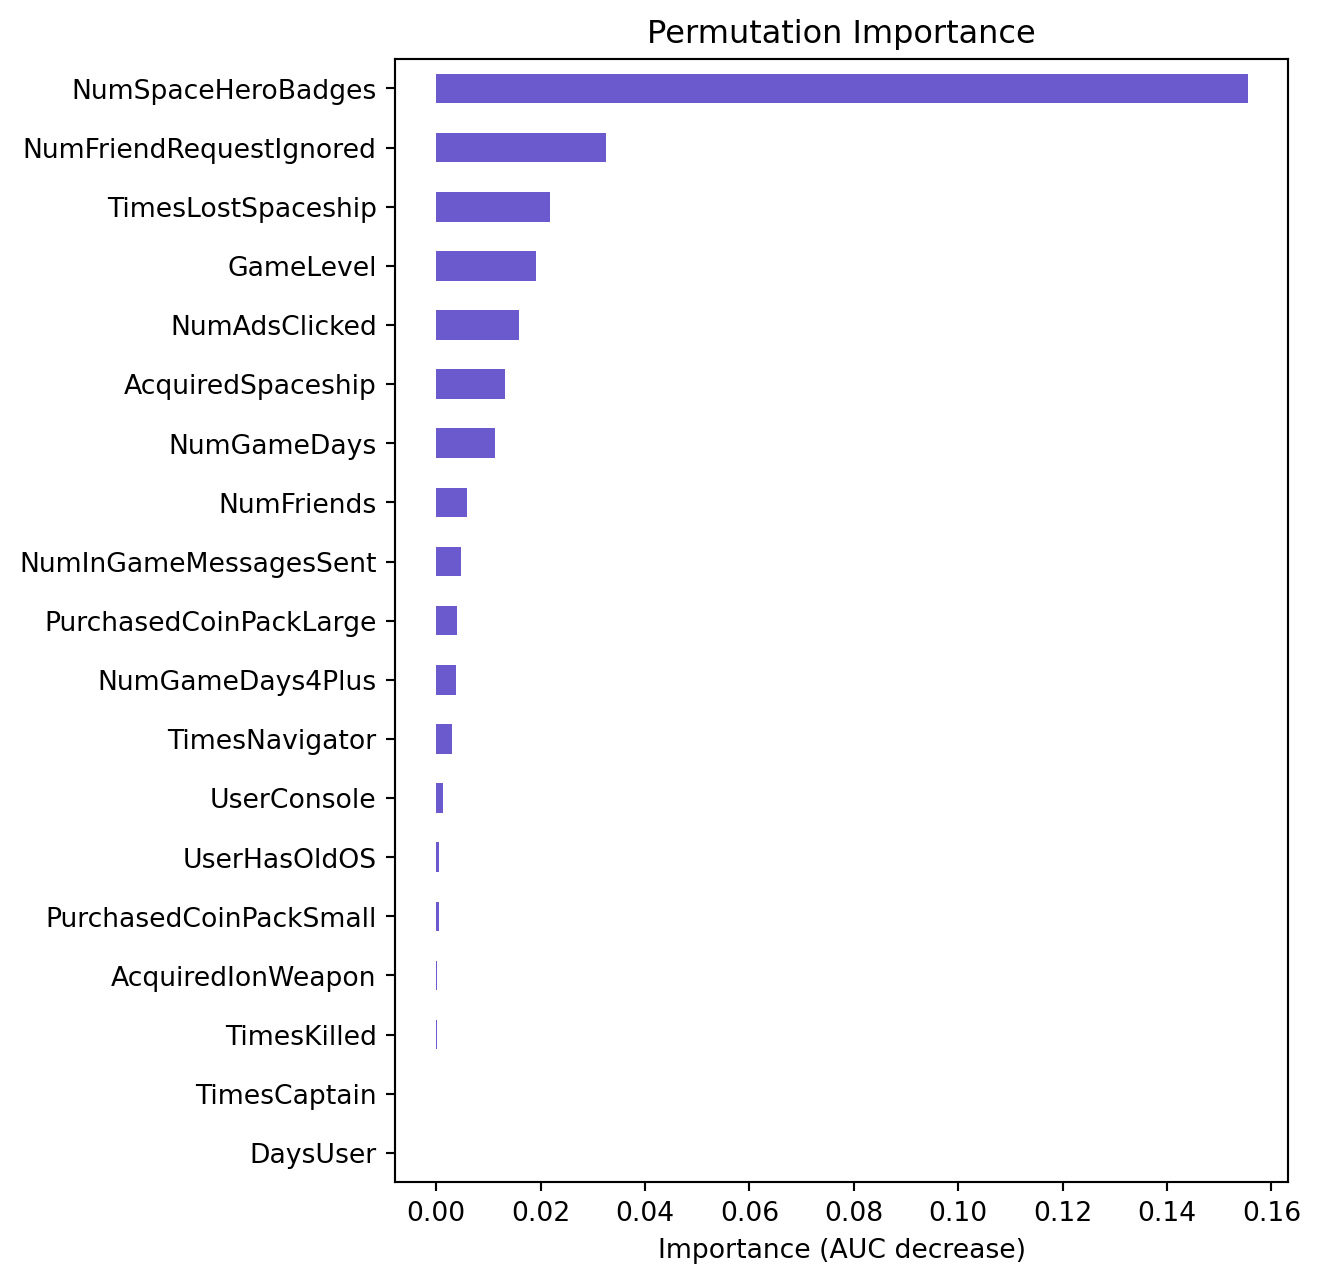 Permutation Importance
NumSpaceHeroBadges
NumFriendRequestIgnored
TimesLostSpaceship
GameLevel
NumAdsClicked
AcquiredSpaceship
NumGameDays
NumFriends
NumInGameMessagesSent
PurchasedCoinPackLarge
NumGameDays4Plus
TimesNavigator
UserConsole
UserHasOldOS
PurchasedCoinPackSmall
AcquiredIonWeapon
TimesKilled
TimesCaptain
DaysUser
0.00 0.02 0.04 0.06 0.08 0.10 0.12 0.14 0.16
Importance (AUC decrease)